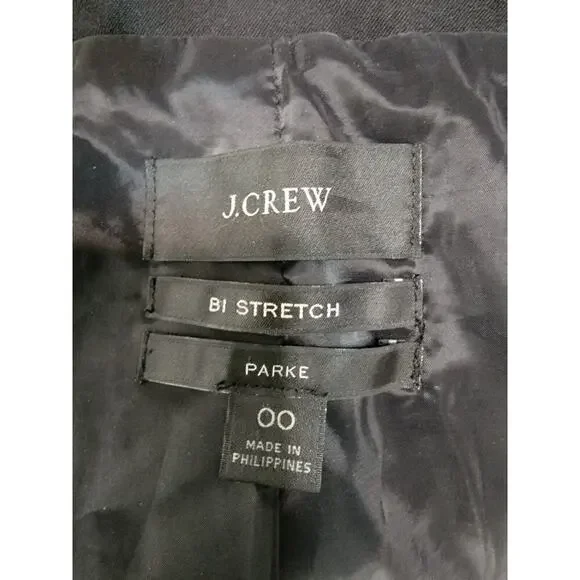 J.CREW
BI STRETCH
PARKE
00
MADE IN
PHILIPPINES